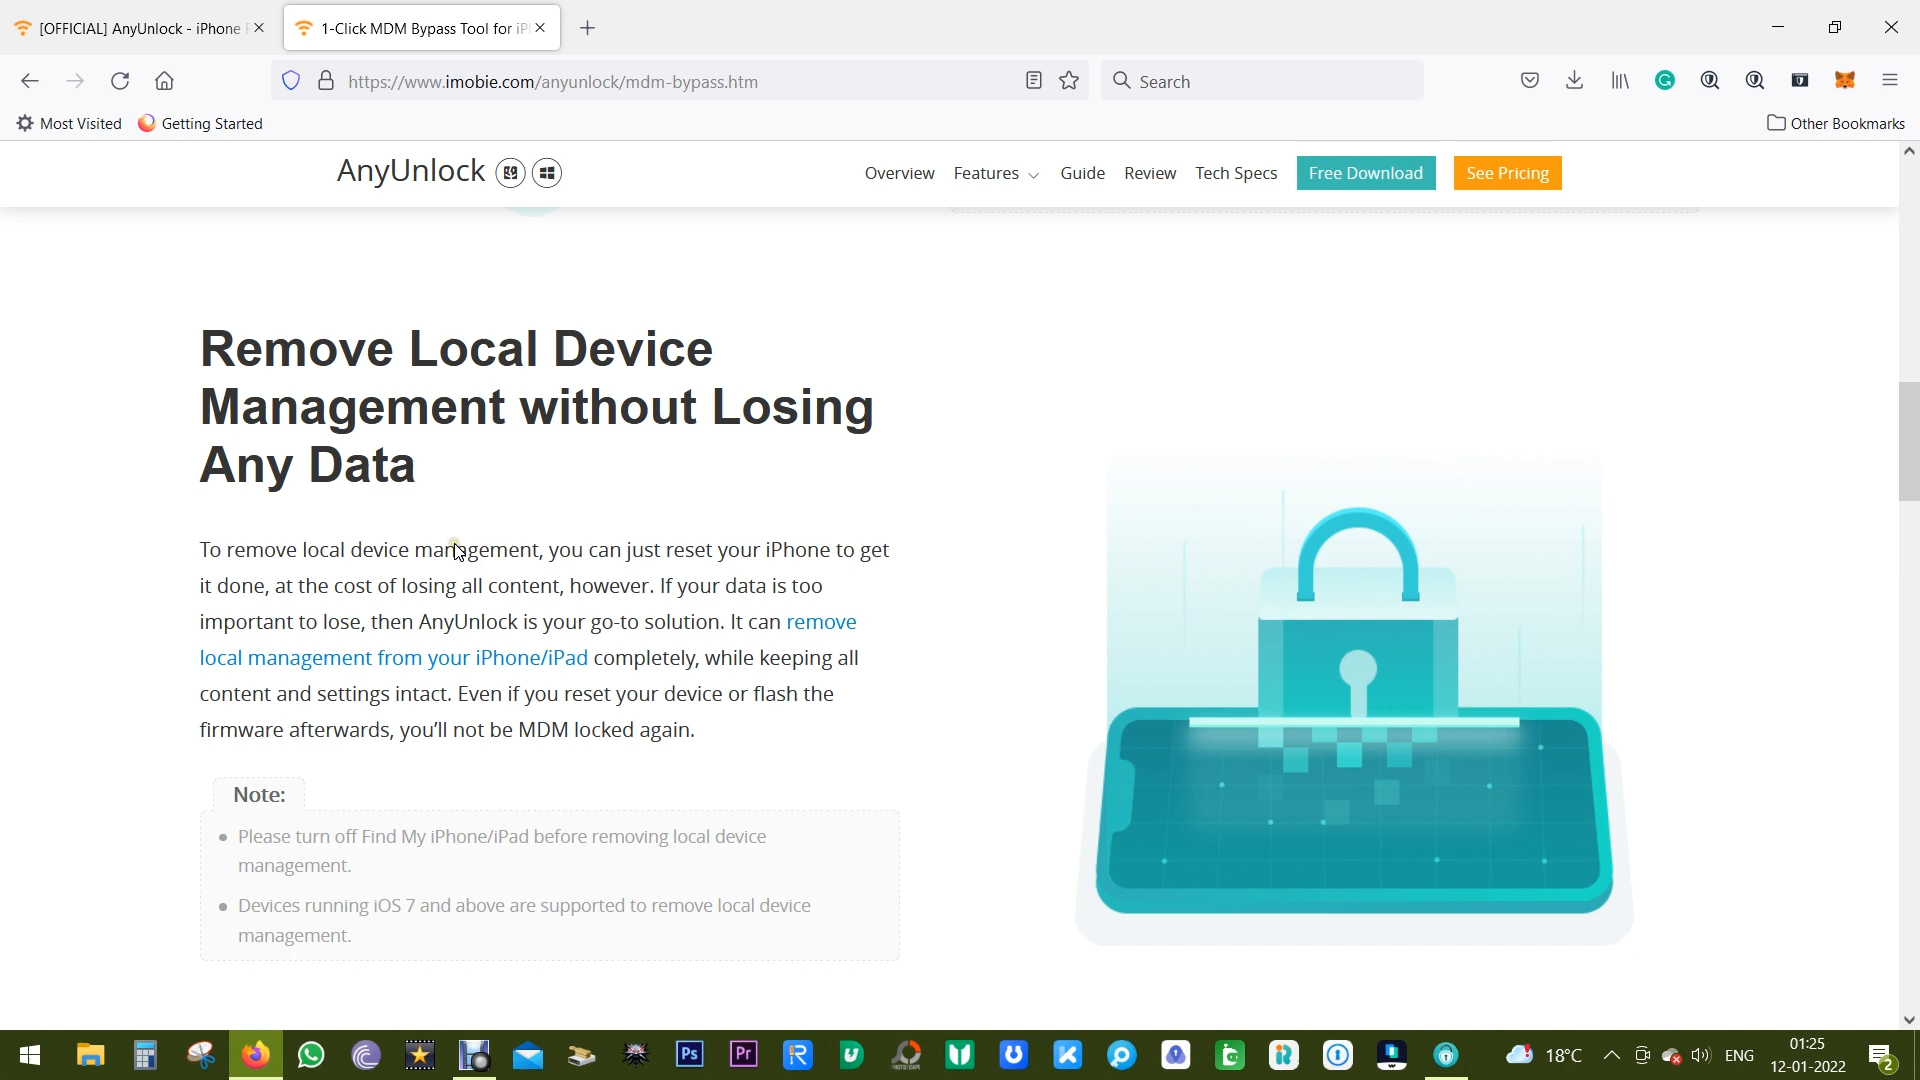 [OFFICIAL] AnyUnlock - iPhone
1-Click MDM Bypass Tool for iP
https://www.imobie.com/anyunlock/mdm-bypass.htm
Search
Most Visited
Getting Started
Other Bookmarks
AnyUnlock
Overview
Features
Guide
Review
Tech Specs
Free Download
See Pricing
Remove Local Device
Management without Losing
Any Data
To remove local device management, you can just reset your iPhone to get
it done, at the cost of losing all content, however. If your data is too
important to lose, then AnyUnlock is your go-to solution. It can remove
local management from your iPhone/iPad completely, while keeping all
content and settings intact. Even if you reset your device or flash the
firmware afterwards, you’ll not be MDM locked again.
Note:
Please turn off Find My iPhone/iPad before removing local device
management.
Devices running iOS 7 and above are supported to remove local device
management.
Ps
Pr
18°C
ENG
01:25
12-01-2022
2